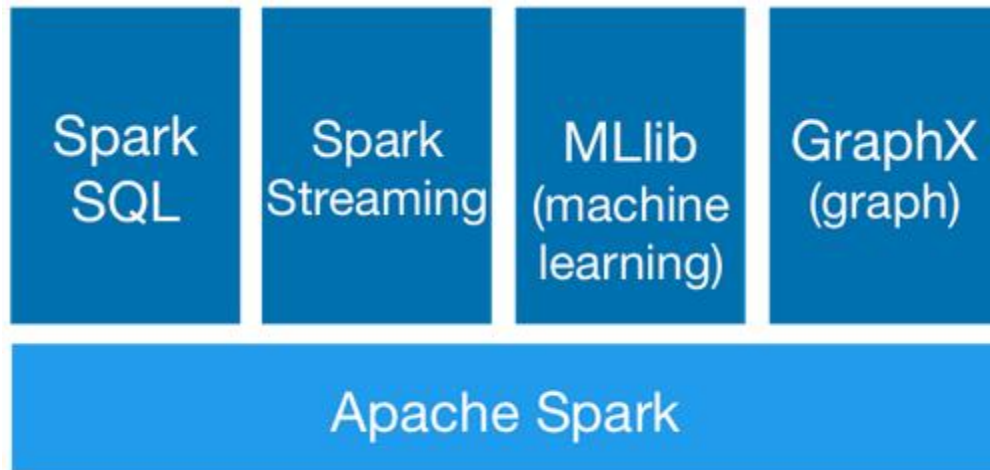 Spark
SQL
Spark
Streaming
MLlib
(machine
learning)
GraphX
(graph)
Apache Spark